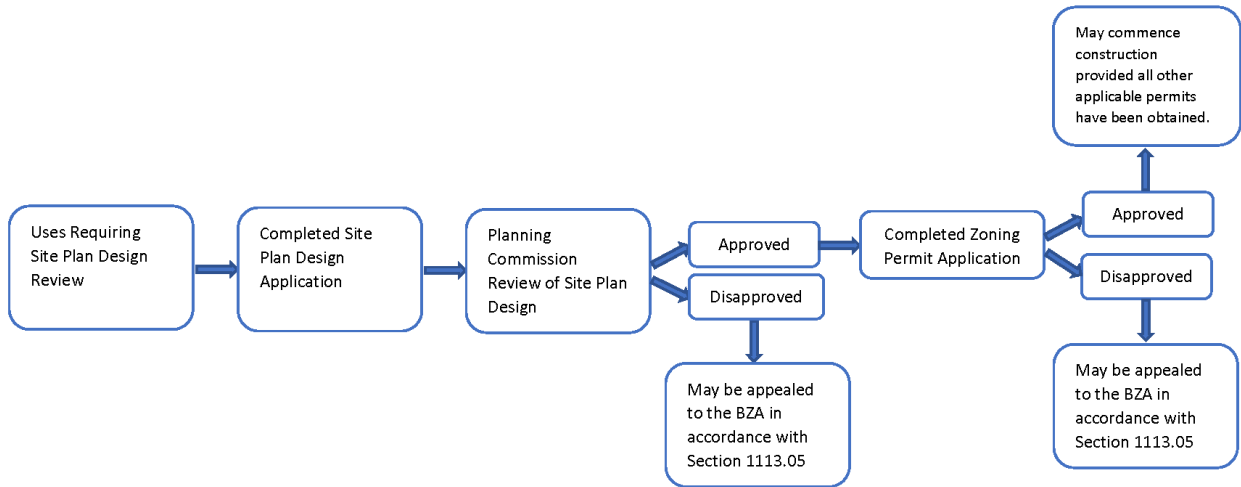 Uses Requiring
Site Plan Design
Review
Completed Site
Plan Design
Application
Planning
Commission
Review of Site Plan
Design
Approved
Disapproved
May be appealed
to the BZA in
accordance with
Section 1113.05
Completed Zoning
Permit Application
Approved
May commence
construction
provided all other
applicable permits
have been obtained.
Disapproved
May be appealed
to the BZA in
accordance with
Section 1113.05